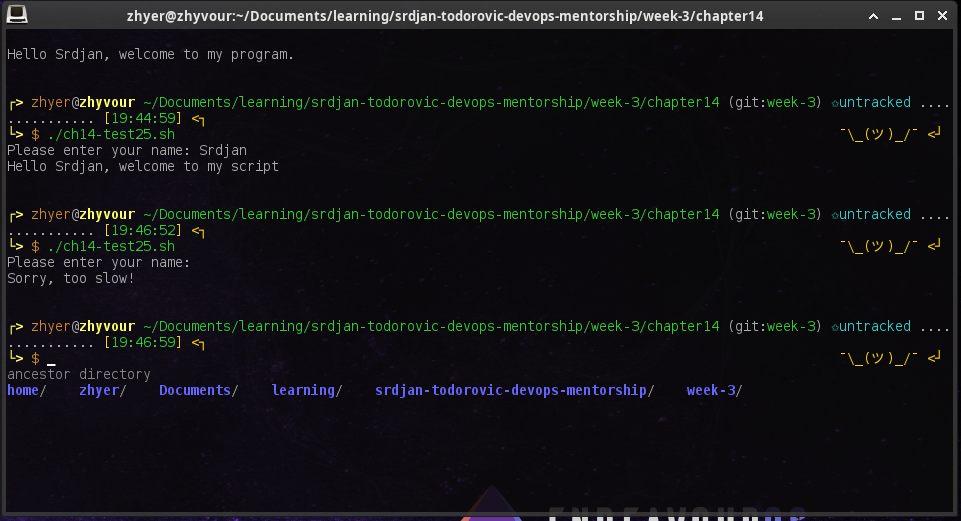 zhyer@zhyvour:~/Documents/learning/srdjan-todorovic-devops-mentorship/week-3/chapter14
Hello Srdjan, welcome to my program.
┌> zhyer@zhyvour ~/Documents/learning/srdjan-todorovic-devops-mentorship/week-3/chapter14 (git:week-3) ✩untracked ....
........... [19:44:59] <┐
└> $ ./ch14-test25.sh ¯\_(ツ)_/¯ <┘
Please enter your name: Srdjan
Hello Srdjan, welcome to my script
┌> zhyer@zhyvour ~/Documents/learning/srdjan-todorovic-devops-mentorship/week-3/chapter14 (git:week-3) ✩untracked ....
........... [19:46:52] <┐
└> $ ./ch14-test25.sh ¯\_(ツ)_/¯ <┘
Please enter your name:
Sorry, too slow!
┌> zhyer@zhyvour ~/Documents/learning/srdjan-todorovic-devops-mentorship/week-3/chapter14 (git:week-3) ✩untracked ....
........... [19:46:59] <┐
└> $ _ ¯\_(ツ)_/¯ <┘
ancestor directory
home/ zhyer/ Documents/ learning/ srdjan-todorovic-devops-mentorship/ week-3/
ENDEAVOUROS